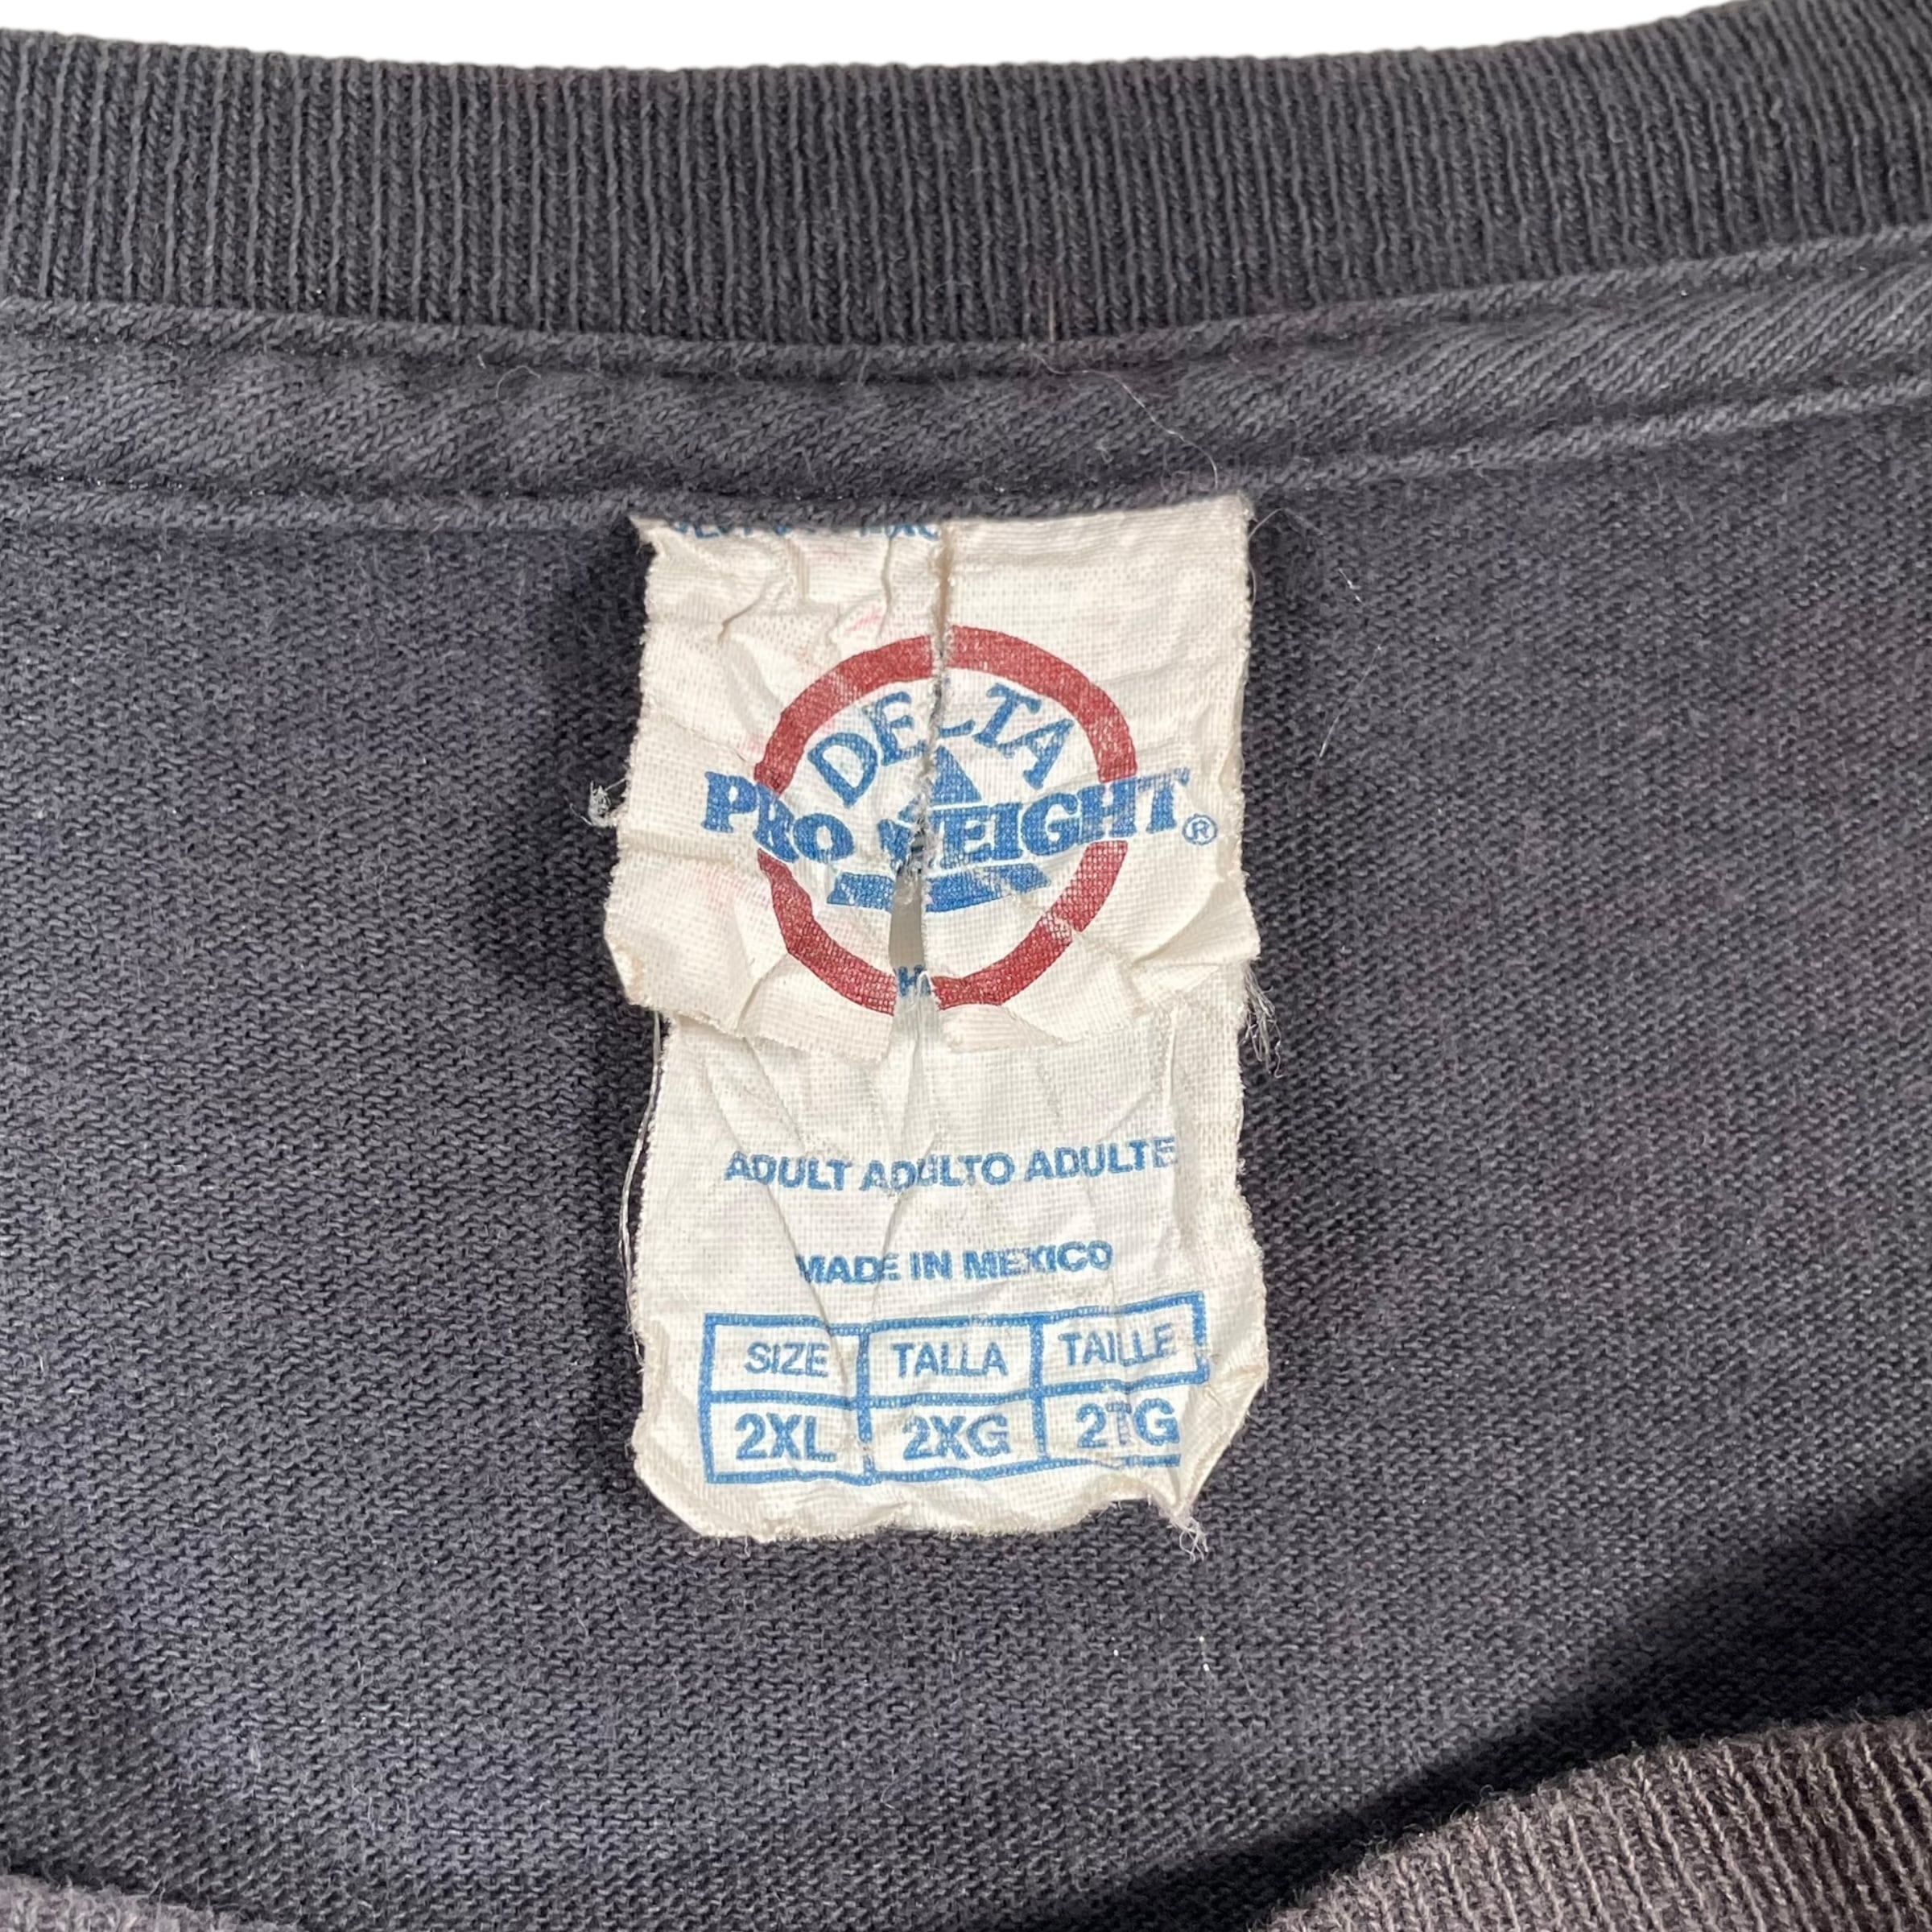 DELTA
PRO WEIGHT®
ADULT ADULTO ADULTE
MADE IN MEXICO
SIZE TALLA TAILLE
2XL 2XG 2TG